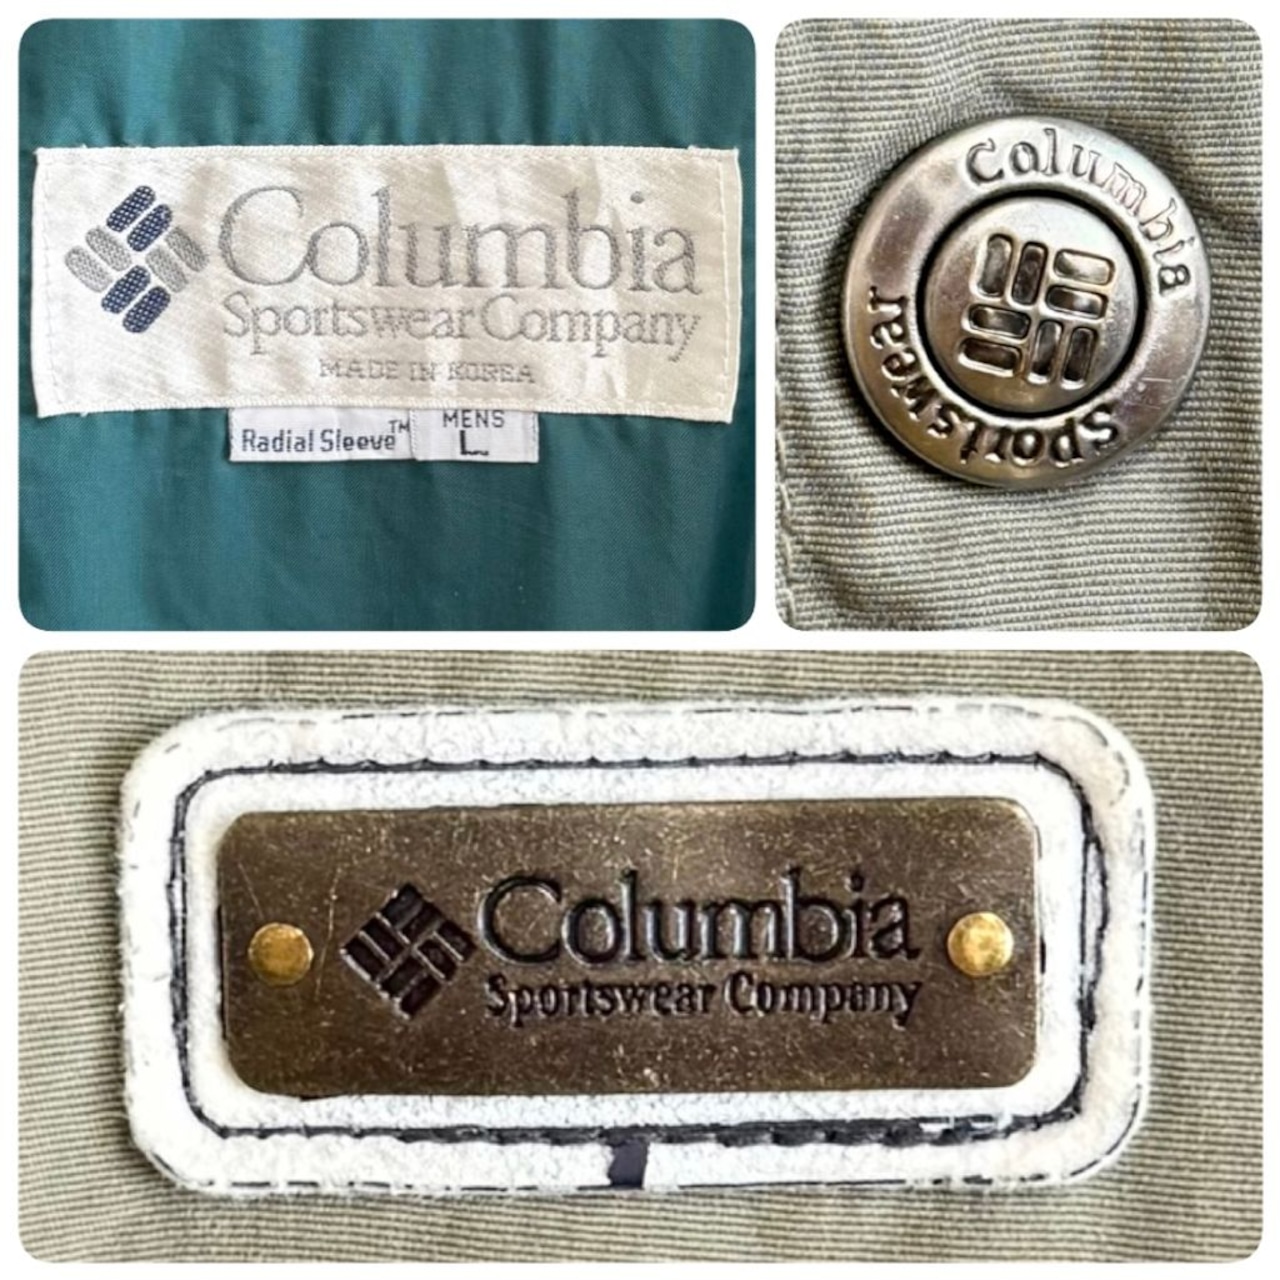 Columbia
Sportswear Company
MADE IN KOREA
Radial Sleeve™
MENS
L
Columbia
Sportswear
Columbia
Sportswear Company